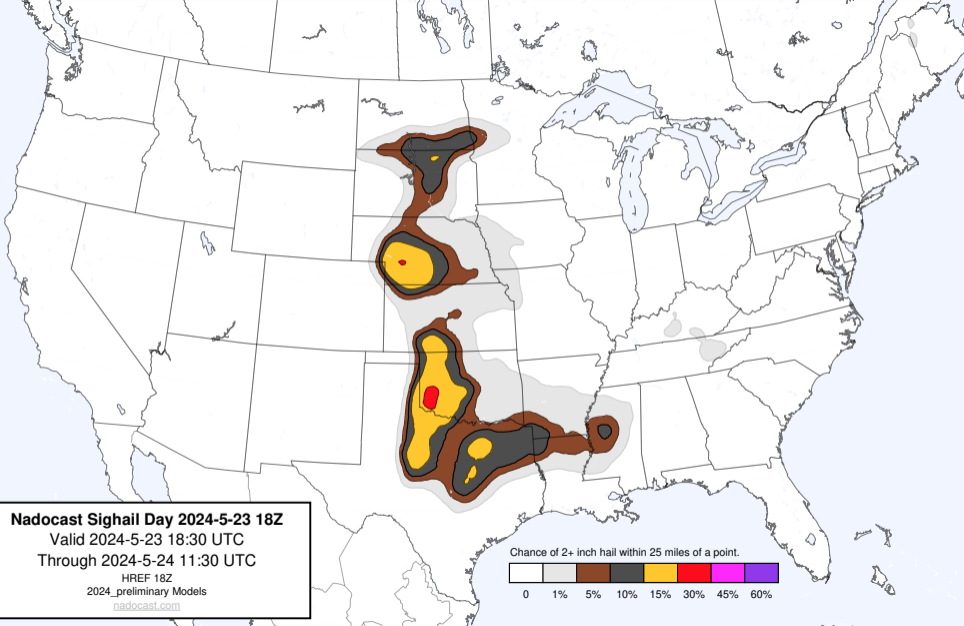 Nadocast Sighail Day 2024-5-23 18Z
Valid 2024-5-23 18:30 UTC
Through 2024-5-24 11:30 UTC
HREF 18Z
2024_preliminary Models
nadocast.com
Chance of 2+ inch hail within 25 miles of a point.
0 1% 5% 10% 15% 30% 45% 60%